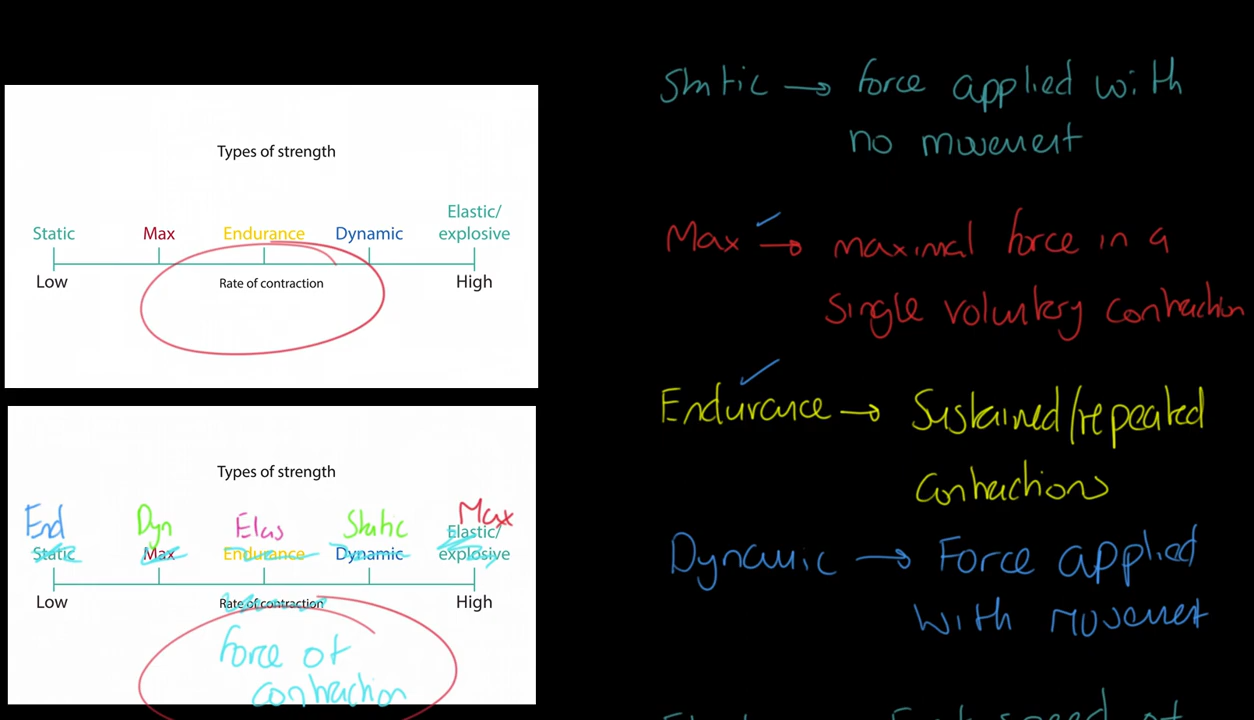 Types of strength
Static Max Endurance Dynamic Elastic/
explosive
Low Rate of contraction High
Types of strength
End Dyn Elas Static Max
Static Max Endurance Dynamic Elastic/
explosive
Low Rate of contraction High
force of
contraction
Static → force applied with
no movement
Max → maximal force in a
single voluntary contraction
Endurance → Sustained/repeated
contractions
Dynamic → Force applied
with movement
speed of